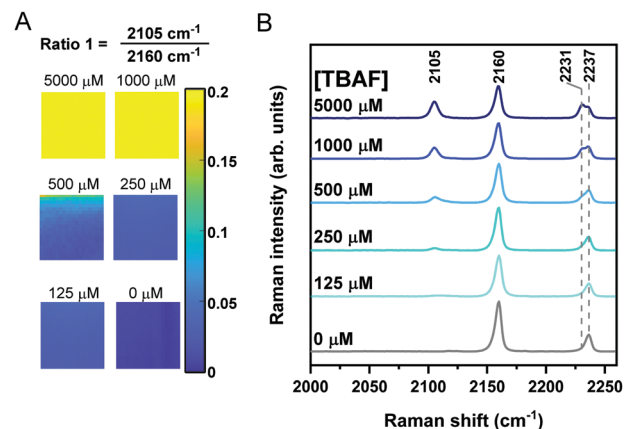 A
Ratio 1 = 2105 cm⁻¹ / 2160 cm⁻¹
5000 µM 1000 µM
500 µM 250 µM
125 µM 0 µM
0.2
0.15
0.1
0.05
0
B
[TBAF]
2105 2160 2231 2237
5000 µM
1000 µM
500 µM
250 µM
125 µM
0 µM
Raman intensity (arb. units)
2000 2050 2100 2150 2200 2250
Raman shift (cm⁻¹)